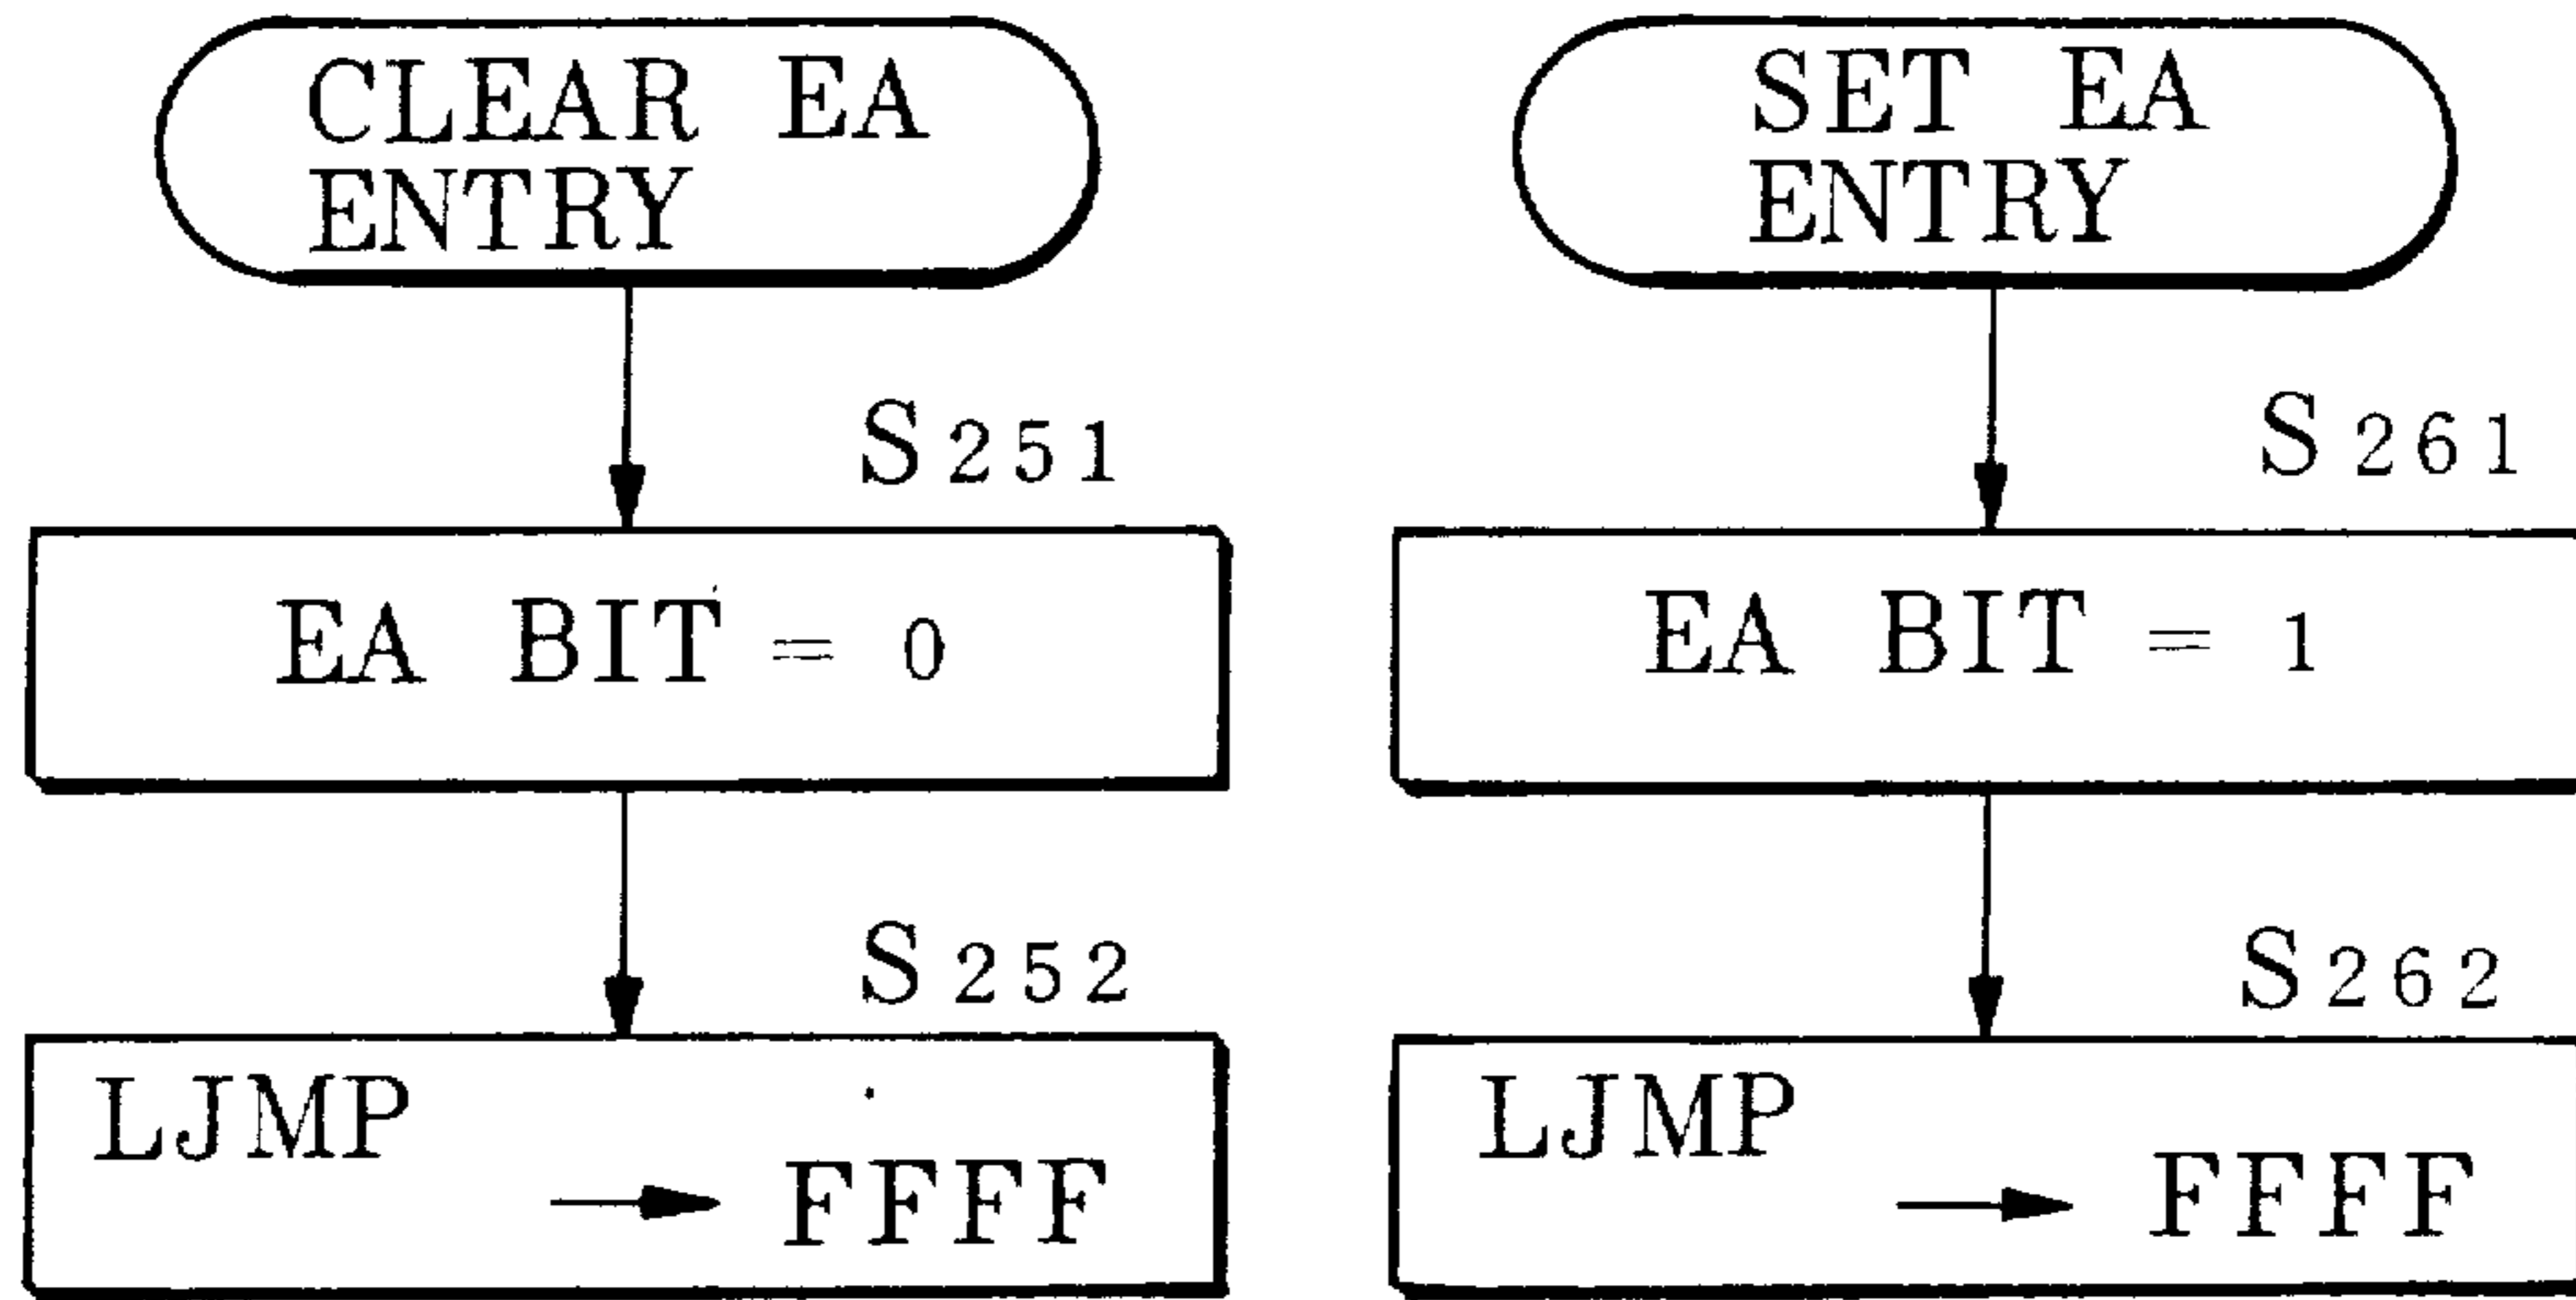 CLEAR EA
ENTRY
S251
EA BIT = 0
S252
LJMP
→ FFFF
SET EA
ENTRY
S261
EA BIT = 1
S262
LJMP
→ FFFF